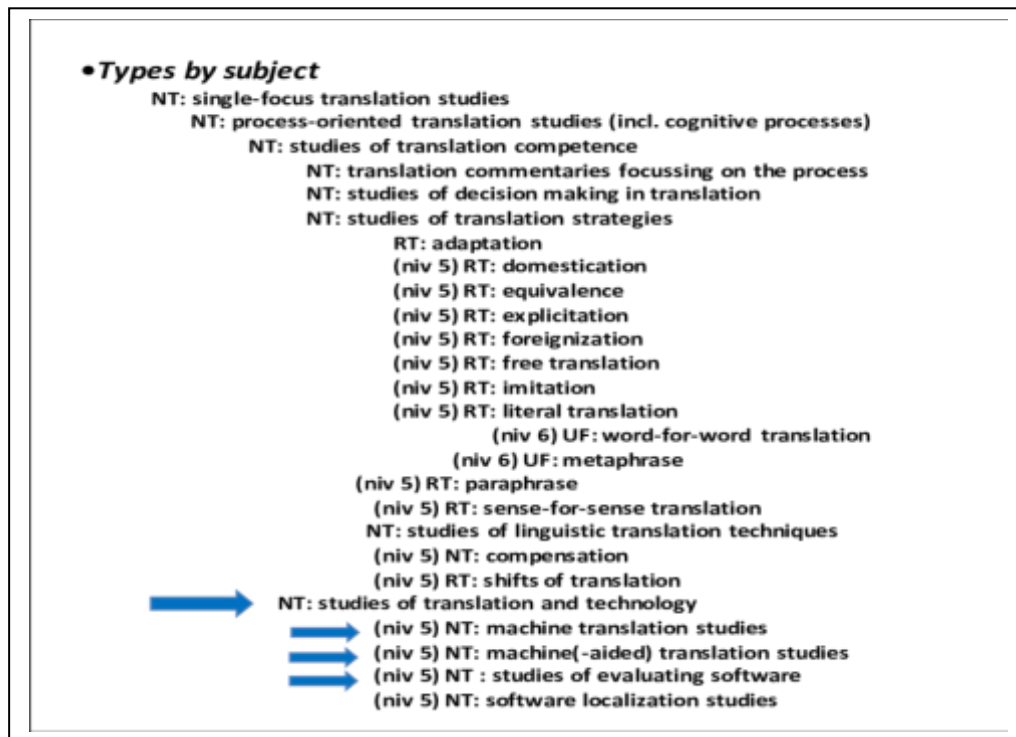 •Types by subject
NT: single-focus translation studies
NT: process-oriented translation studies (incl. cognitive processes)
NT: studies of translation competence
NT: translation commentaries focussing on the process
NT: studies of decision making in translation
NT: studies of translation strategies
RT: adaptation
(niv 5) RT: domestication
(niv 5) RT: equivalence
(niv 5) RT: explicitation
(niv 5) RT: foreignization
(niv 5) RT: free translation
(niv 5) RT: imitation
(niv 5) RT: literal translation
(niv 6) UF: word-for-word translation
(niv 6) UF: metaphrase
(niv 5) RT: paraphrase
(niv 5) RT: sense-for-sense translation
NT: studies of linguistic translation techniques
(niv 5) NT: compensation
(niv 5) RT: shifts of translation
NT: studies of translation and technology
(niv 5) NT: machine translation studies
(niv 5) NT: machine(-aided) translation studies
(niv 5) NT : studies of evaluating software
(niv 5) NT: software localization studies